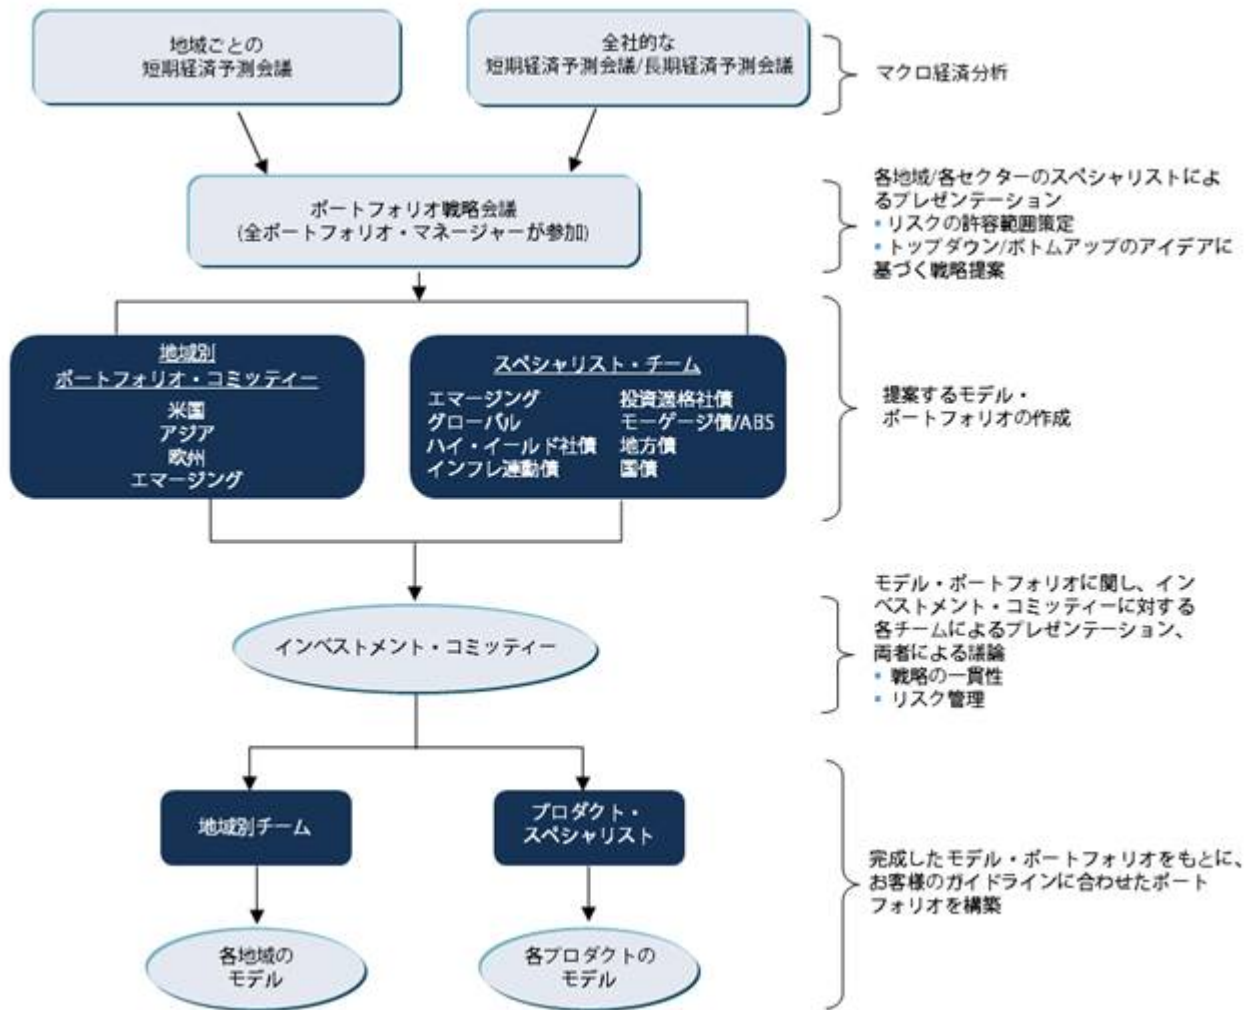 地域ごとの
短期経済予測会議
全社的な
短期経済予測会議/長期経済予測会議
マクロ経済分析
ポートフォリオ戦略会議
(全ポートフォリオ・マネージャーが参加)
各地域/各セクターのスペシャリストによ
るプレゼンテーション
▪ リスクの許容範囲策定
▪ トップダウン/ボトムアップのアイデアに
基づく戦略提案
地域別
ポートフォリオ・コミッティー
米国
アジア
欧州
エマージング
スペシャリスト・チーム
エマージング 投資適格社債
グローバル モーゲージ債/ABS
ハイ・イールド社債 地方債
インフレ連動債 国債
提案するモデル・
ポートフォリオの作成
インベストメント・コミッティー
モデル・ポートフォリオに関し、イン
ベストメント・コミッティーに対する
各チームによるプレゼンテーション、
両者による議論
▪ 戦略の一貫性
▪ リスク管理
地域別チーム
プロダクト・
スペシャリスト
各地域の
モデル
各プロダクトの
モデル
完成したモデル・ポートフォリオをもとに、
お客様のガイドラインに合わせたポート
フォリオを構築